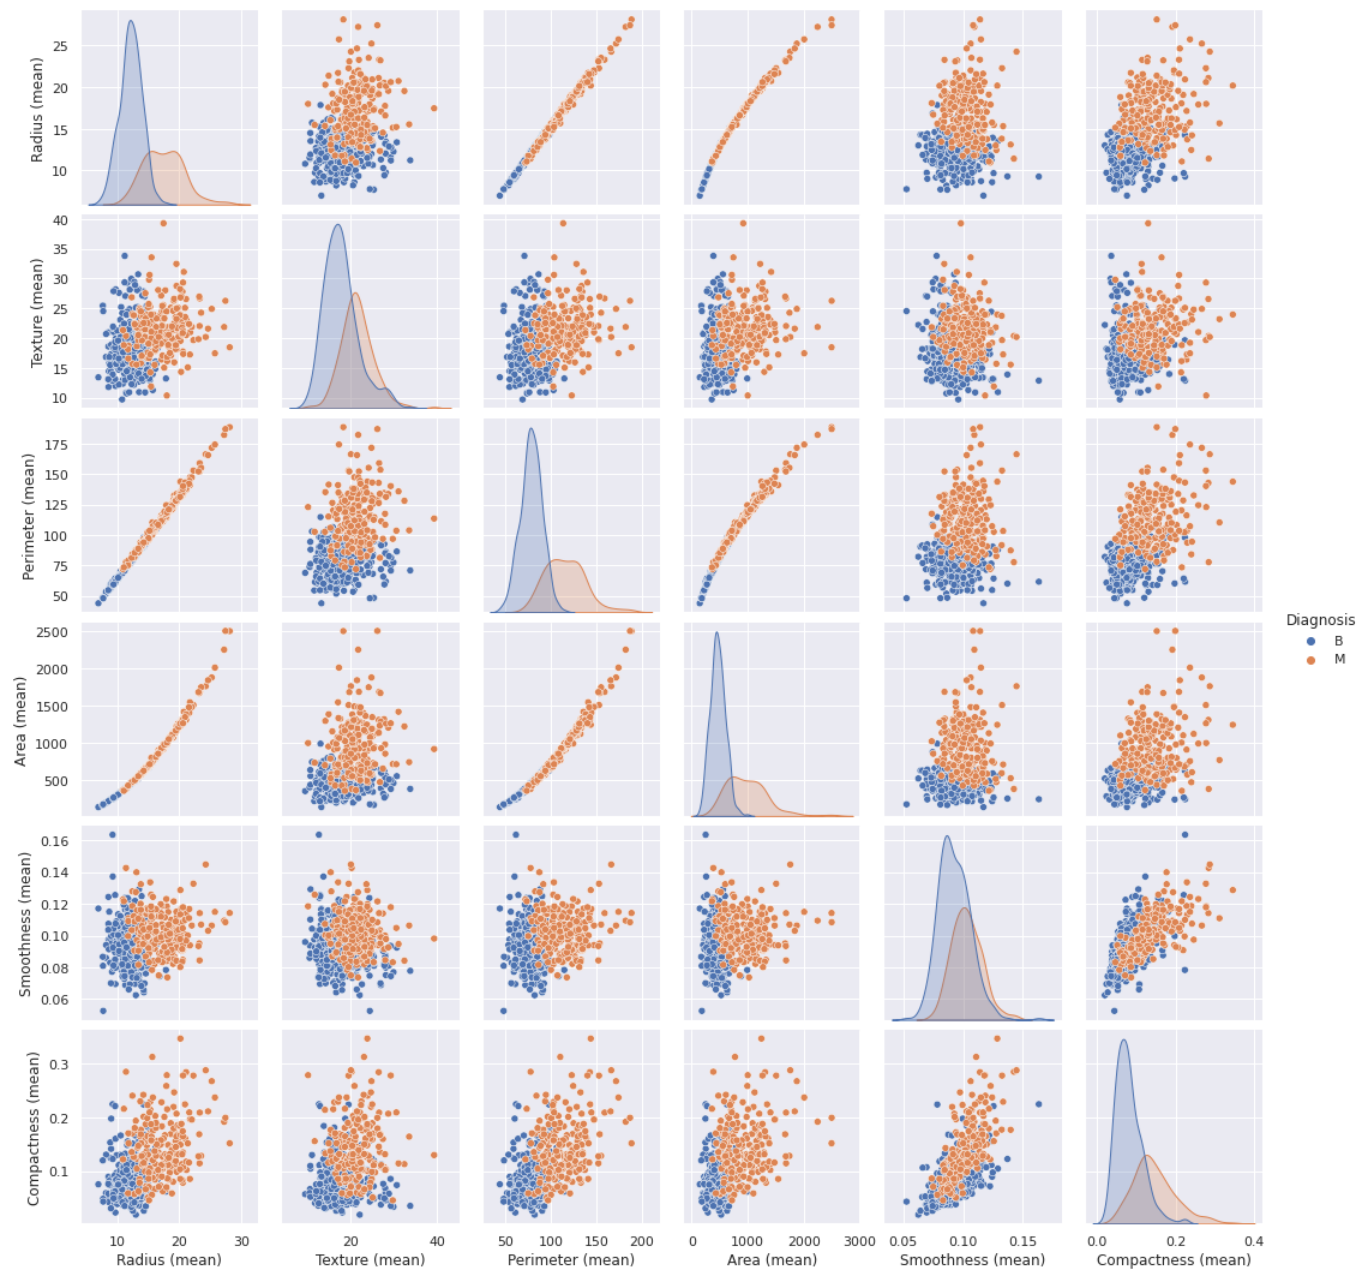 Radius (mean)
25
20
15
10
Texture (mean)
40
35
30
25
20
15
10
Perimeter (mean)
175
150
125
100
75
50
Area (mean)
2500
2000
1500
1000
500
Diagnosis
B
M
Smoothness (mean)
0.16
0.14
0.12
0.10
0.08
0.06
Compactness (mean)
0.3
0.2
0.1
10 20 30
20 40
50 100 150 200
0 1000 2000 3000
0.05 0.10 0.15
0.0 0.2 0.4
Radius (mean) Texture (mean) Perimeter (mean) Area (mean) Smoothness (mean) Compactness (mean)